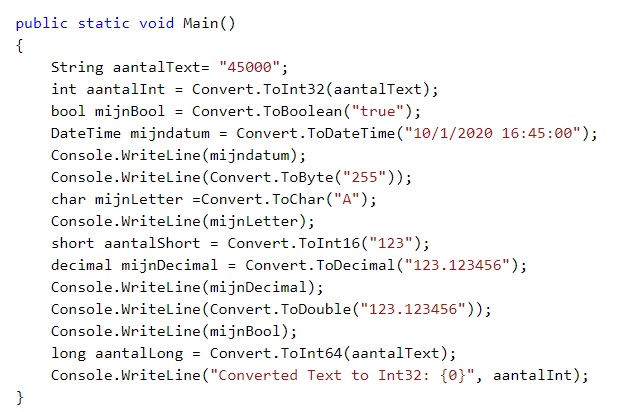 public static void Main()
{
String aantalText= "45000";
int aantalInt = Convert.ToInt32(aantalText);
bool mijnBool = Convert.ToBoolean("true");
DateTime mijndatum = Convert.ToDateTime("10/1/2020 16:45:00");
Console.WriteLine(mijndatum);
Console.WriteLine(Convert.ToByte("255"));
char mijnLetter =Convert.ToChar("A");
Console.WriteLine(mijnLetter);
short aantalShort = Convert.ToInt16("123");
decimal mijnDecimal = Convert.ToDecimal("123.123456");
Console.WriteLine(mijnDecimal);
Console.WriteLine(Convert.ToDouble("123.123456"));
Console.WriteLine(mijnBool);
long aantalLong = Convert.ToInt64(aantalText);
Console.WriteLine("Converted Text to Int32: {0}", aantalInt);
}